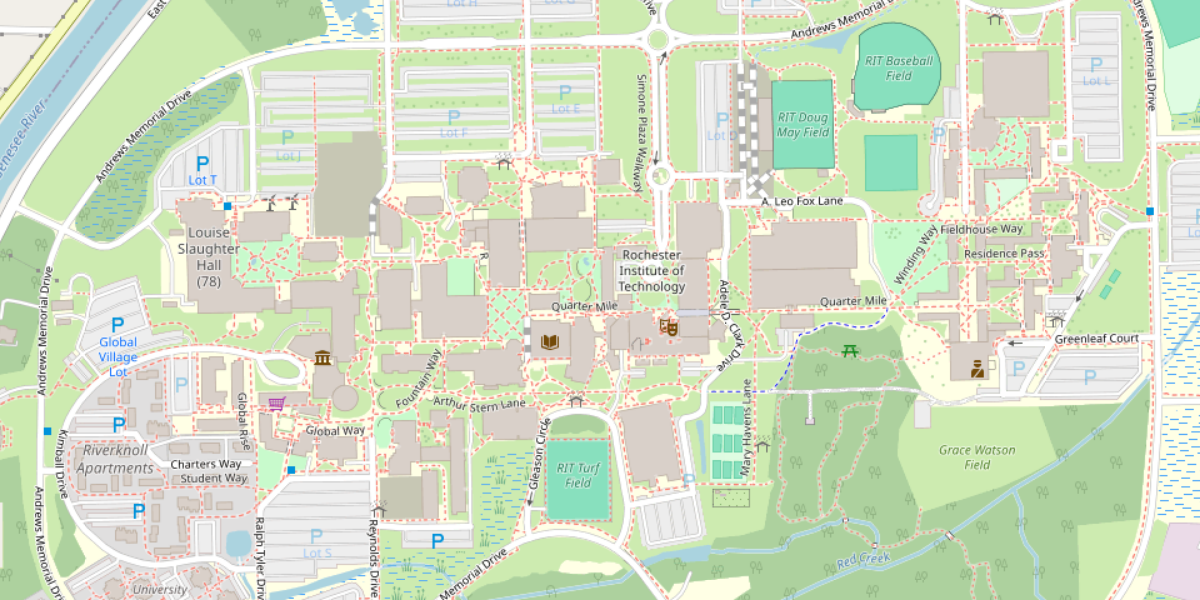 East
Drive
Lot H
Lot G
P
Andrews Memorial D
Andrews Memorial Drive
RIT Baseball
Field
P
Lot L
P
Lot E
P
Lot F
Simone Plaza Walkway
P
Lot D
RIT Doug
May Field
P
Andrews Memorial Drive
P
Lot J
P
Lot T
Genesee River
A. Leo Fox Lane
Louise
Slaughter
Hall
(78)
R
Rochester
Institute of
Technology
Fieldhouse Way
Residence Pass
Winding Way
Lo
Quarter Mile
Quarter Mile
Adele D. Clark
Drive
Andrews Memorial Drive
P
Global
Village
Lot
P
Greenleaf Court
P
P
Fountain Way
Arthur Stern Lane
Global Rise
Global Way
P
Riverknoll
Apartments
Charters Way
Student Way
Kimball Drive
Gleason Circle
RIT Turf
Field
Mary Havens Lane
Grace Watson
Field
P
P
P
Lot S
P
Andrews Memorial Dri
Ralph Tyler Drive
Reynolds Drive
Memorial Drive
Red Creek
University